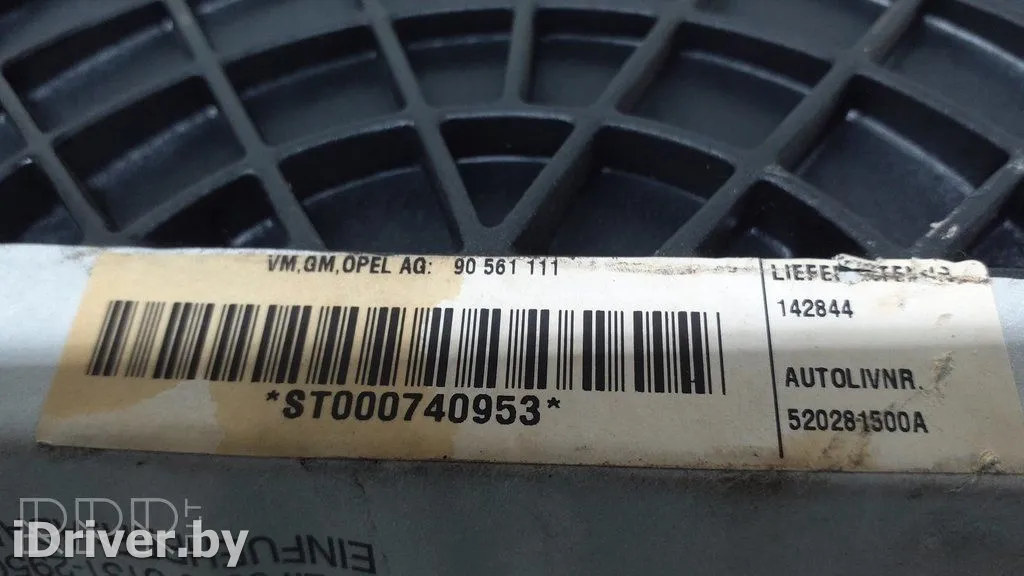 VM,GM,OPEL AG: 90 561 111
*ST000740953*
142844
AUTOLIVNR.
520281500A
iDriver.by